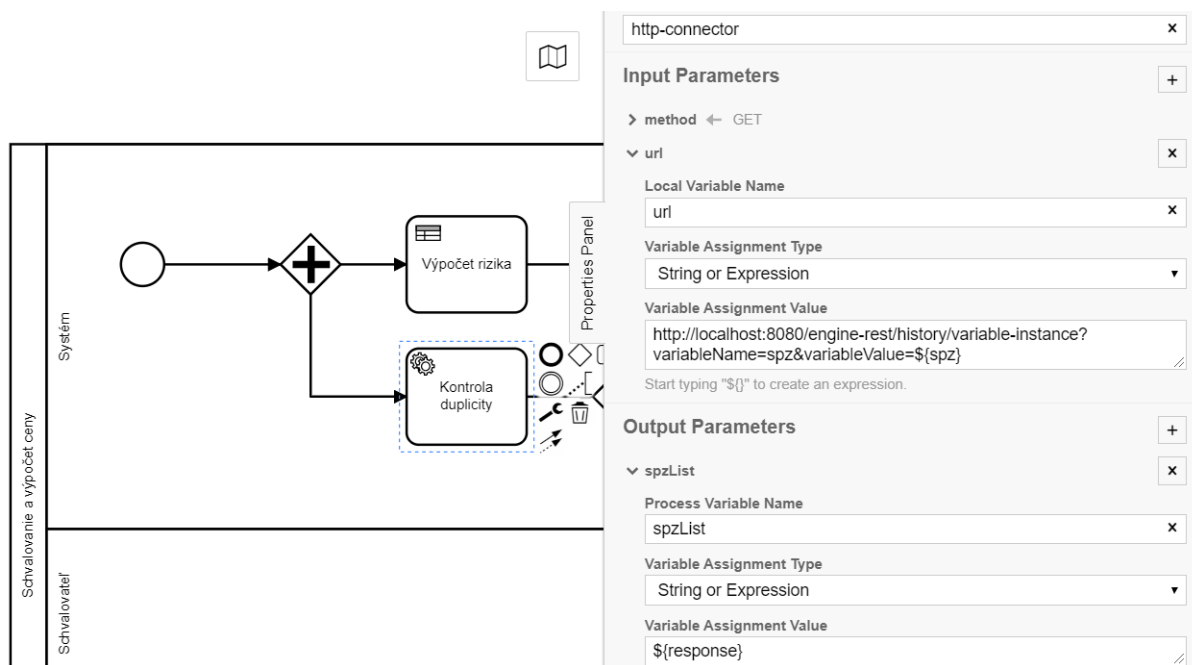 http-connector
Input Parameters
method
GET
url
Local Variable Name
url
Variable Assignment Type
String or Expression
Variable Assignment Value
http://localhost:8080/engine-rest/history/variable-instance?
variableName=spz&variableValue=${spz}
Start typing "${}" to create an expression.
Output Parameters
spzList
Process Variable Name
spzList
Variable Assignment Type
String or Expression
Variable Assignment Value
${response}
Properties Panel
Schvalovanie a výpočet ceny
Systém
Schvalovateľ
Výpočet rizika
Kontrola
duplicity